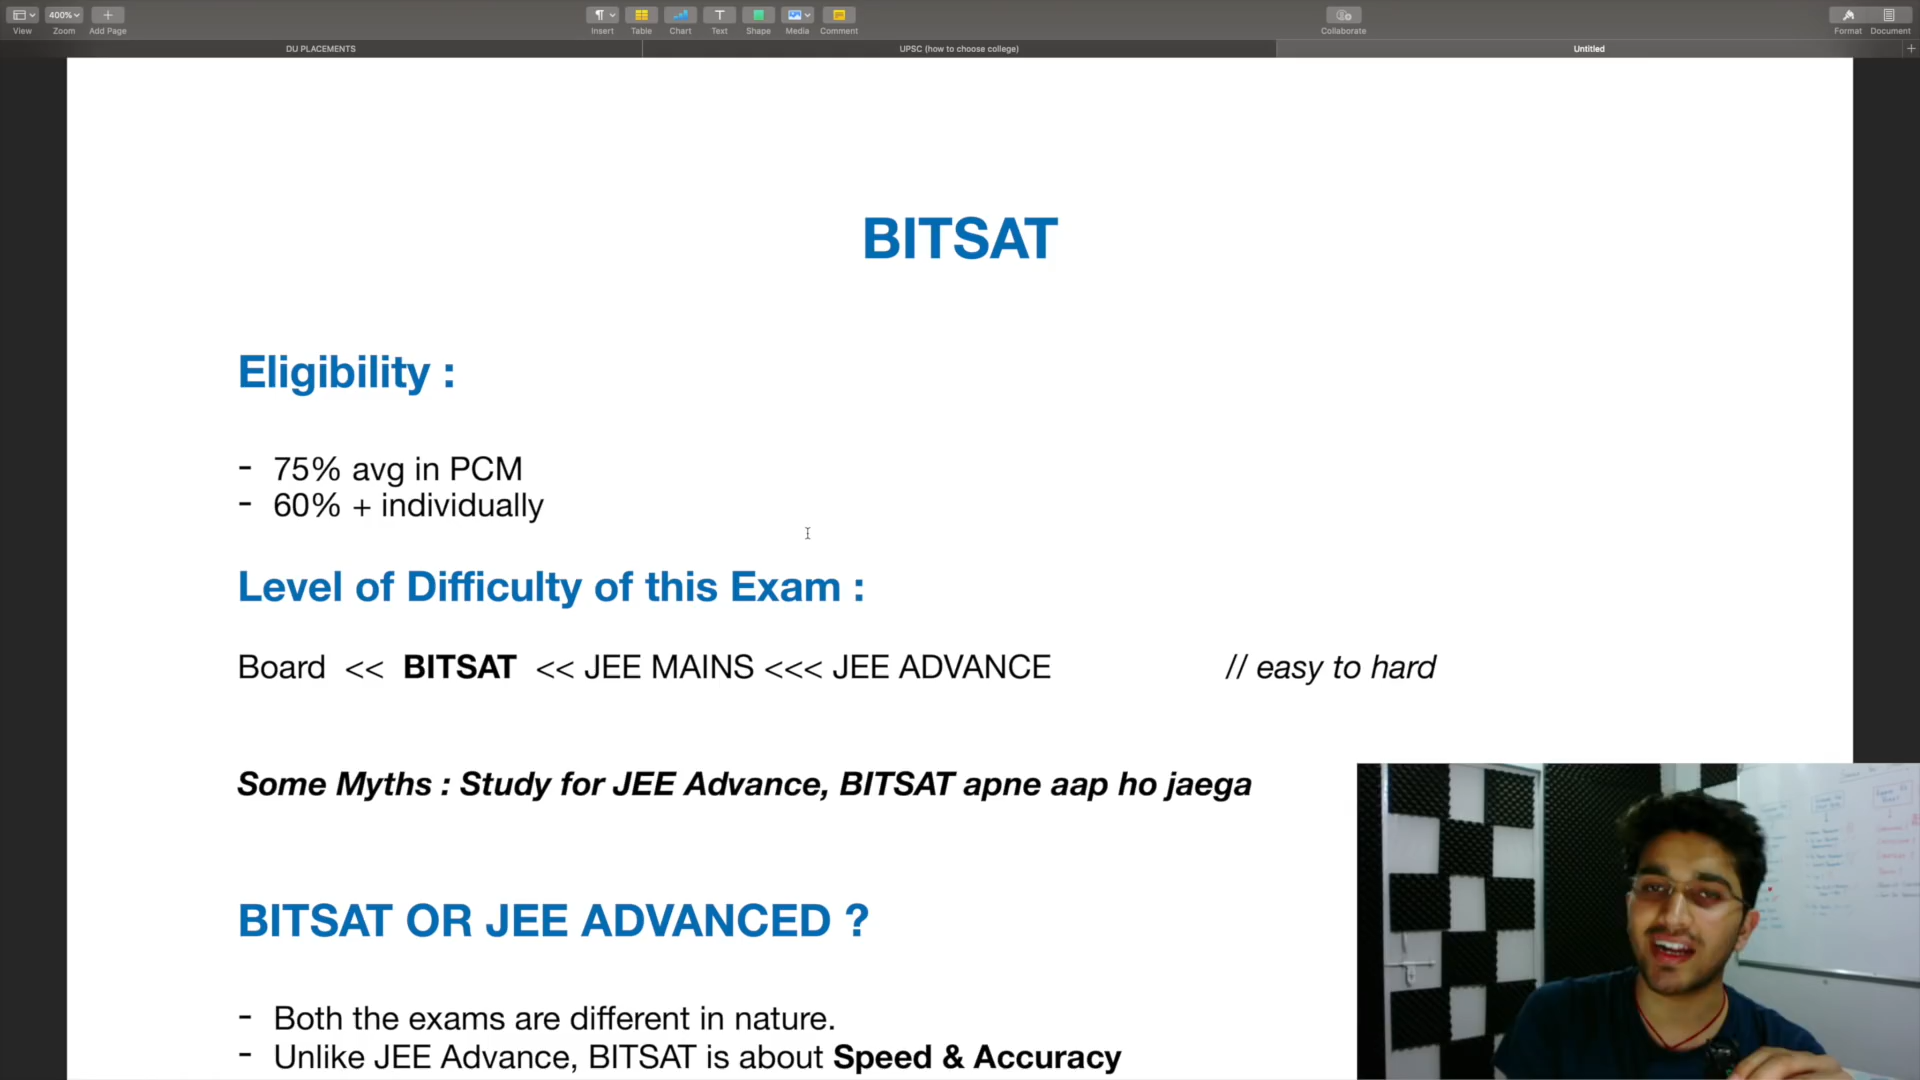 400%
View
Zoom
Add Page
Insert
Table
Chart
Text
Shape
Media
Comment
Collaborate
Format
Document
DU PLACEMENTS
UPSC (how to choose college)
Untitled
BITSAT
Eligibility :
- 75% avg in PCM
- 60% + individually
Level of Difficulty of this Exam :
Board << BITSAT << JEE MAINS <<< JEE ADVANCE // easy to hard
Some Myths : Study for JEE Advance, BITSAT apne aap ho jaega
BITSAT OR JEE ADVANCED ?
- Both the exams are different in nature.
- Unlike JEE Advance, BITSAT is about Speed & Accuracy